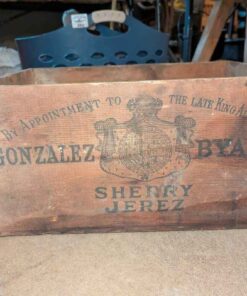 BY APPOINTMENT TO THE LATE KING A
GONZALEZ BYA
SHERRY
JEREZ